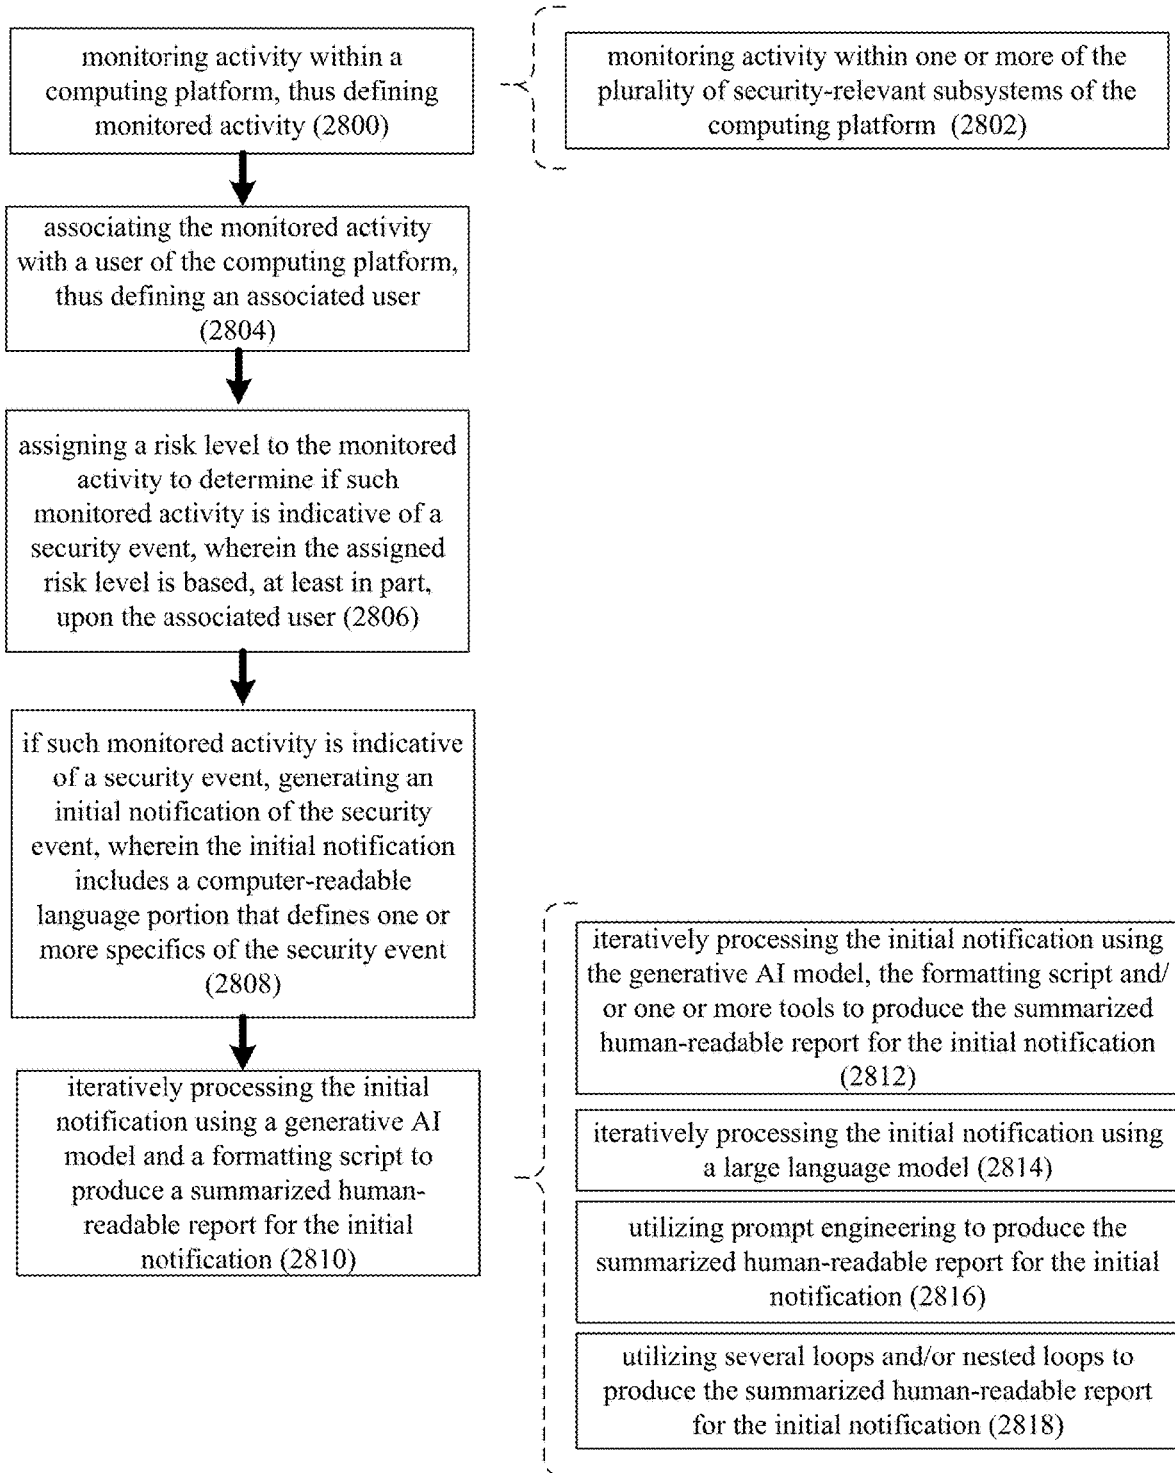 monitoring activity within a
computing platform, thus defining
monitored activity (2800)
monitoring activity within one or more of the
plurality of security-relevant subsystems of the
computing platform (2802)
associating the monitored activity
with a user of the computing platform,
thus defining an associated user
(2804)
assigning a risk level to the monitored
activity to determine if such
monitored activity is indicative of a
security event, wherein the assigned
risk level is based, at least in part,
upon the associated user (2806)
if such monitored activity is indicative
of a security event, generating an
initial notification of the security
event, wherein the initial notification
includes a computer-readable
language portion that defines one or
more specifics of the security event
(2808)
iteratively processing the initial
notification using a generative AI
model and a formatting script to
produce a summarized human-
readable report for the initial
notification (2810)
iteratively processing the initial notification using
the generative AI model, the formatting script and/
or one or more tools to produce the summarized
human-readable report for the initial notification
(2812)
iteratively processing the initial notification using
a large language model (2814)
utilizing prompt engineering to produce the
summarized human-readable report for the initial
notification (2816)
utilizing several loops and/or nested loops to
produce the summarized human-readable report
for the initial notification (2818)